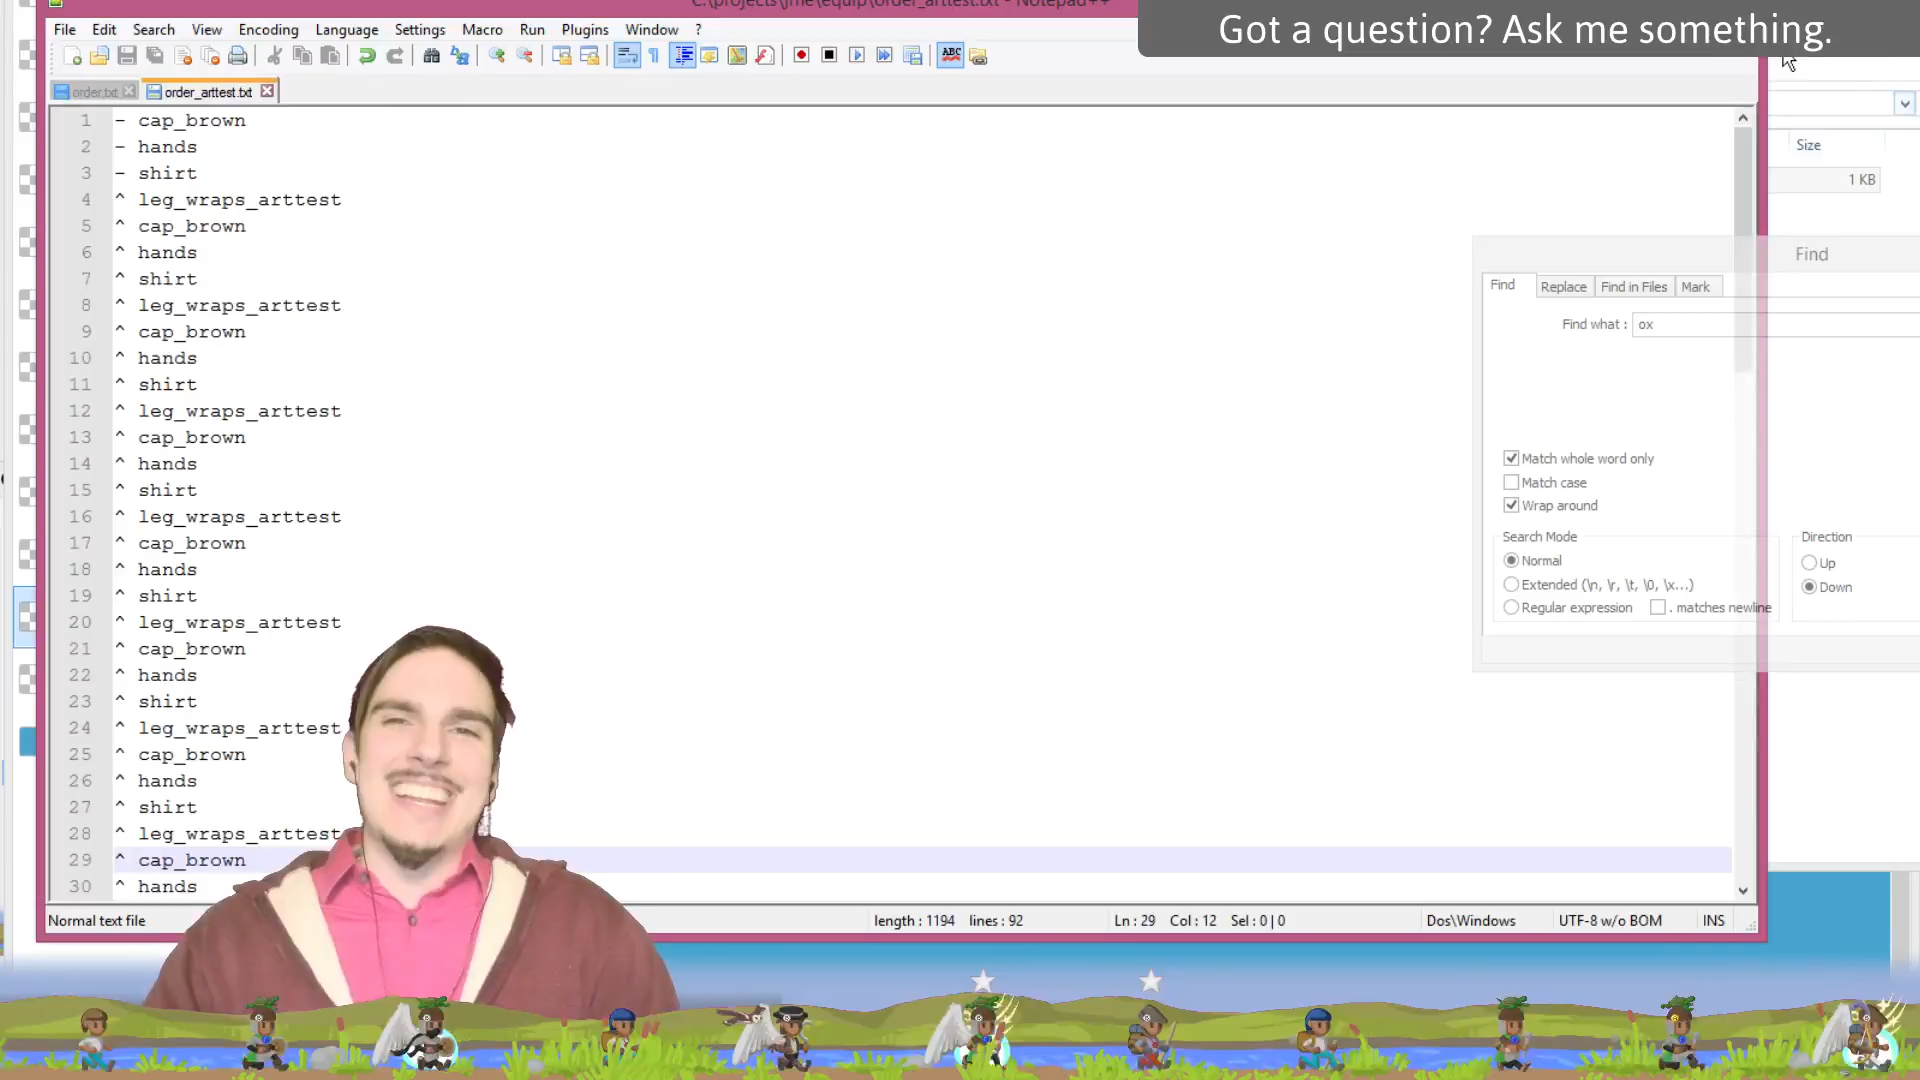 C:\projects\jme\equip\order_arttest.txt - Notepad++
Got a question? Ask me something.
File Edit Search View Encoding Language Settings Macro Run Plugins Window ?
ABC
order.txt order_arttest.txt
1 - cap_brown
2 - hands
3 - shirt
4 ^ leg_wraps_arttest
5 ^ cap_brown
6 ^ hands
7 ^ shirt
8 ^ leg_wraps_arttest
9 ^ cap_brown
10 ^ hands
11 ^ shirt
12 ^ leg_wraps_arttest
13 ^ cap_brown
14 ^ hands
15 ^ shirt
16 ^ leg_wraps_arttest
17 ^ cap_brown
18 ^ hands
19 ^ shirt
20 ^ leg_wraps_arttest
21 ^ cap_brown
22 ^ hands
23 ^ shirt
24 ^ leg_wraps_arttest
25 ^ cap_brown
26 ^ hands
27 ^ shirt
28 ^ leg_wraps_arttest
29 ^ cap_brown
30 ^ hands
Size
1 KB
Find
Find Replace Find in Files Mark
Find what : ox
Match whole word only
Match case
Wrap around
Search Mode
Normal
Extended (\n, \r, \t, \0, \x...)
Regular expression . matches newline
Direction
Up
Down
Normal text file length : 1194 lines : 92 Ln : 29 Col : 12 Sel : 0 | 0 Dos\Windows UTF-8 w/o BOM INS